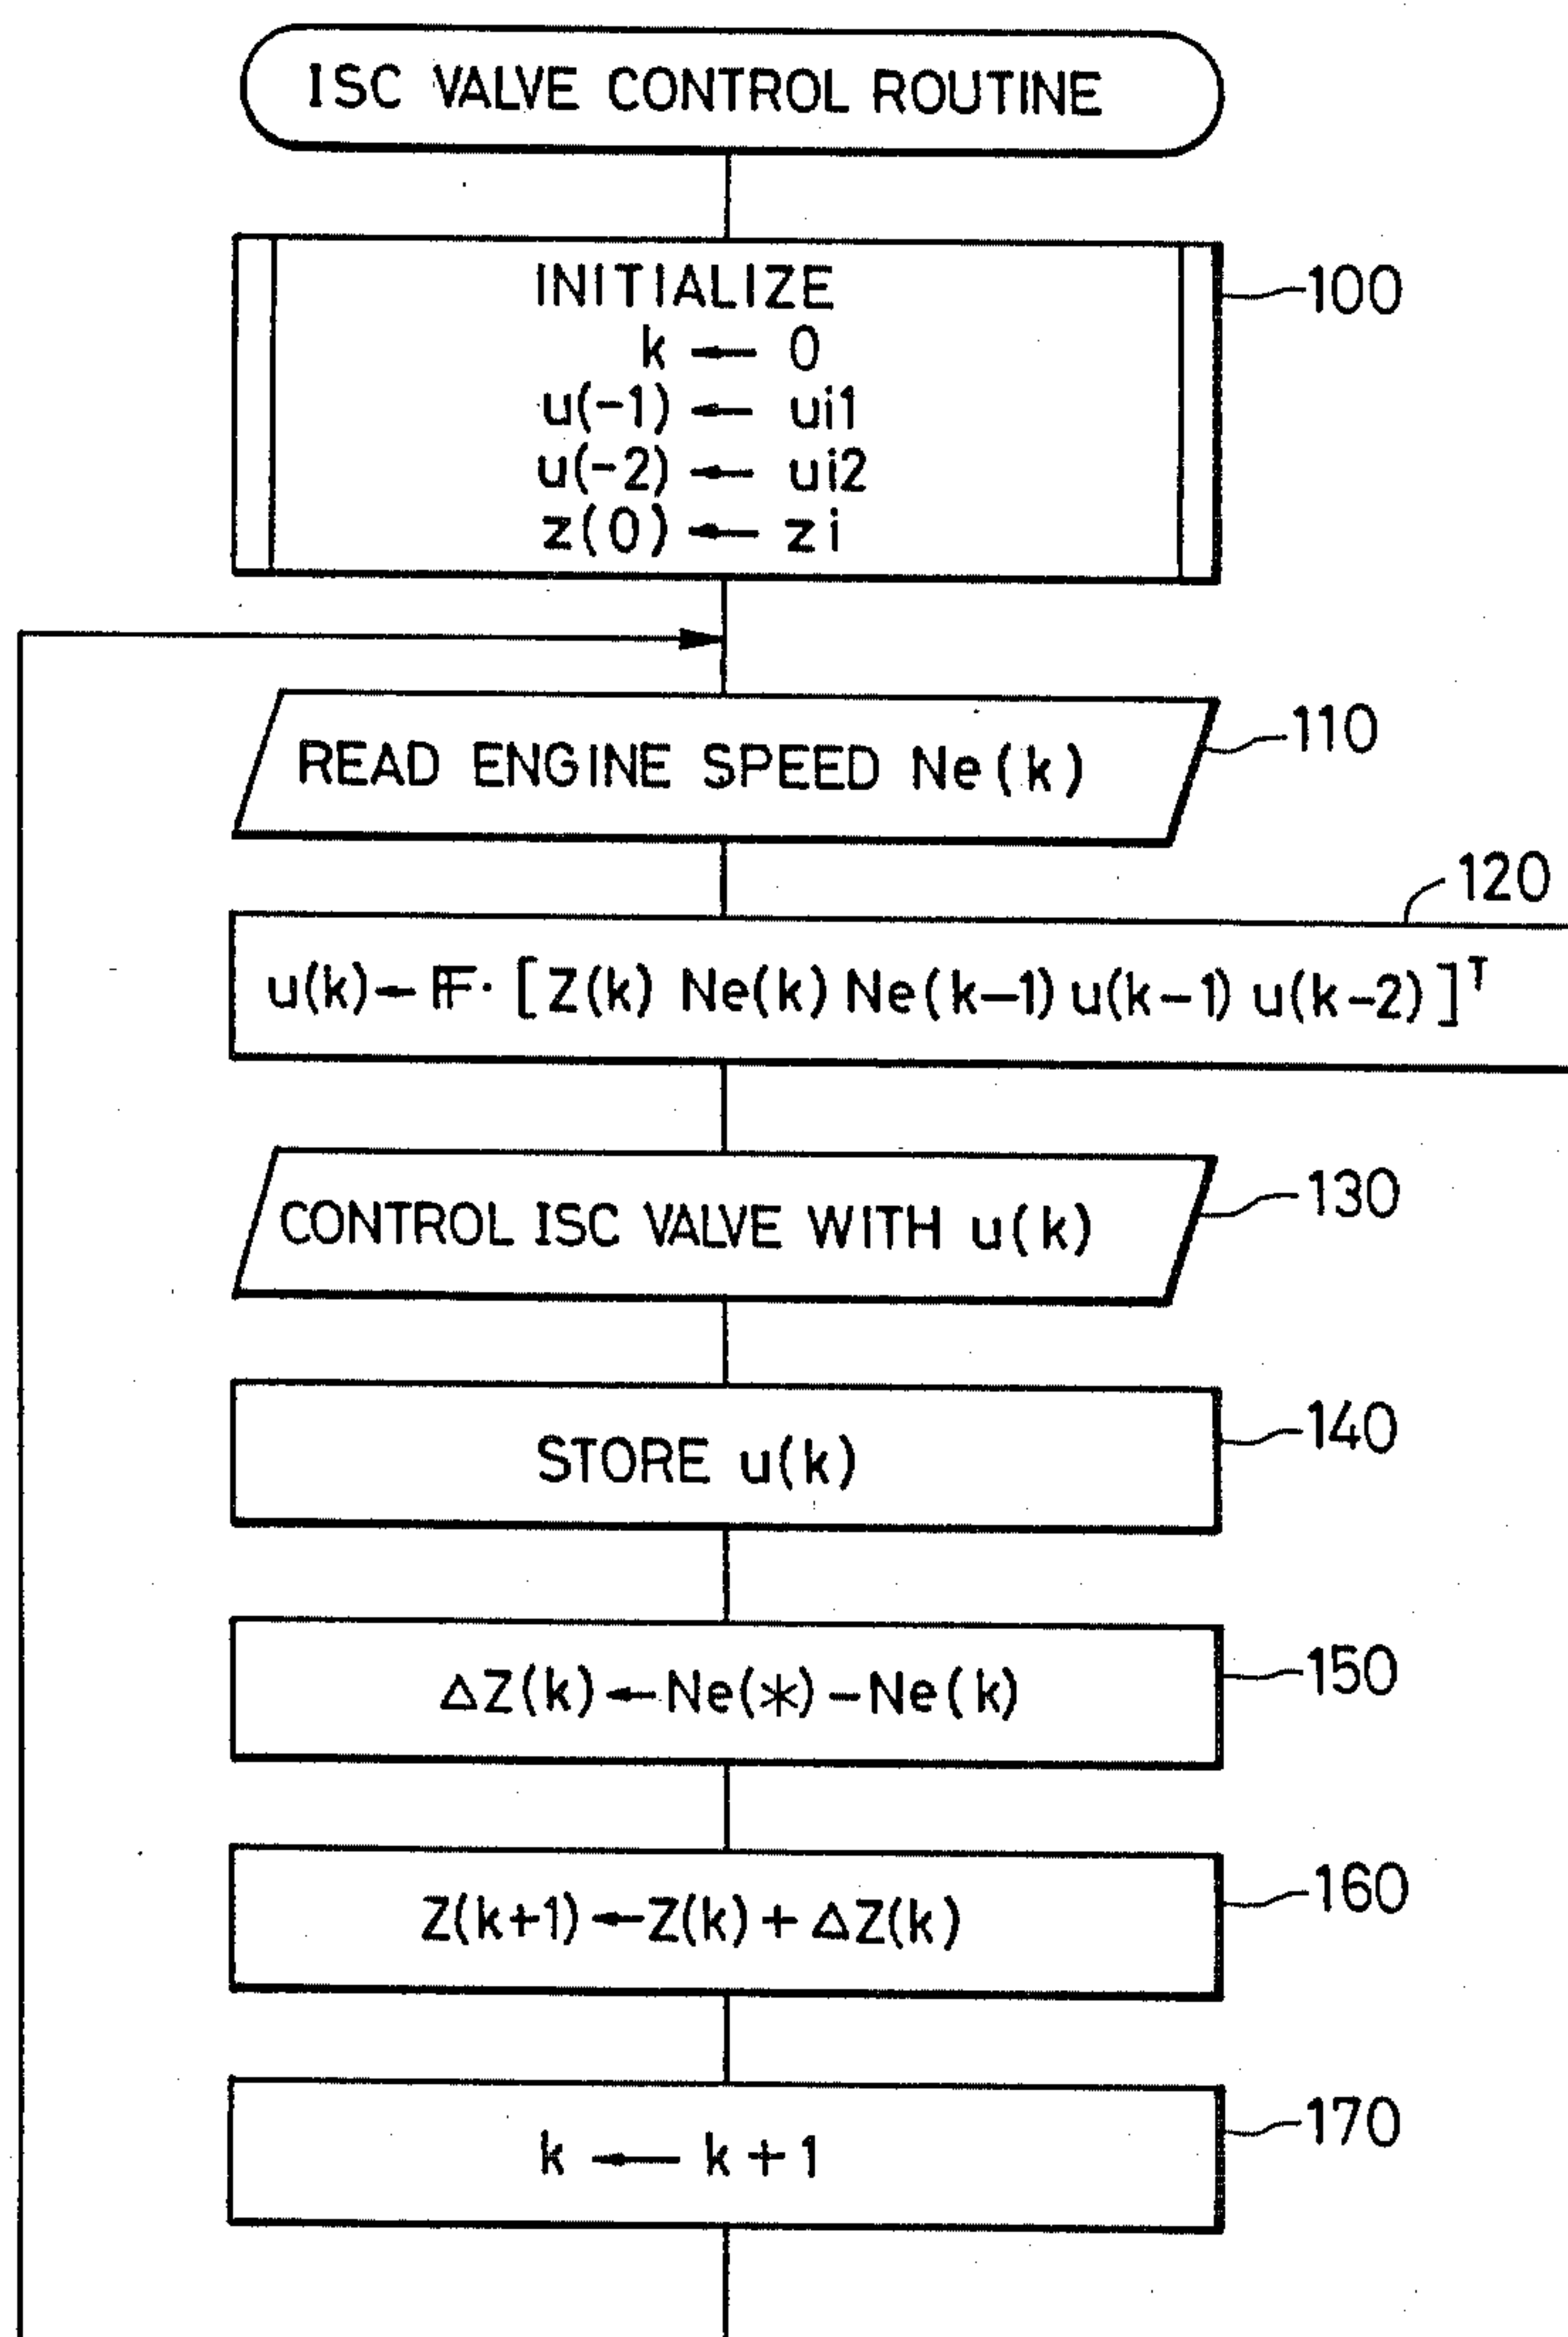 ISC VALVE CONTROL ROUTINE
INITIALIZE
100
k ← 0
u(-1) ← ui1
u(-2) ← ui2
z(0) ← zi
READ ENGINE SPEED Ne(k)
110
120
u(k) ← 𝔽· [Z(k) Ne(k) Ne(k-1) u(k-1) u(k-2)]ᵀ
CONTROL ISC VALVE WITH u(k)
130
STORE u(k)
140
ΔZ(k) ← Ne(*) - Ne(k)
150
Z(k+1) ← Z(k) + ΔZ(k)
160
k ← k + 1
170